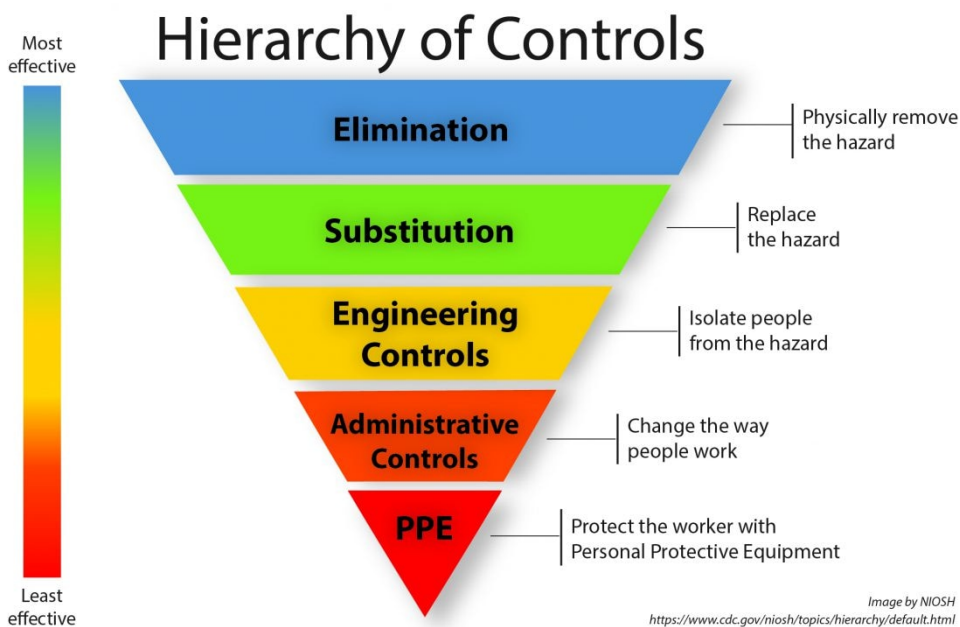 Hierarchy of Controls
Most
effective
Elimination
Physically remove
the hazard
Substitution
Replace
the hazard
Engineering
Controls
Isolate people
from the hazard
Administrative
Controls
Change the way
people work
PPE
Protect the worker with
Personal Protective Equipment
Least
effective
Image by NIOSH
https://www.cdc.gov/niosh/topics/hierarchy/default.html